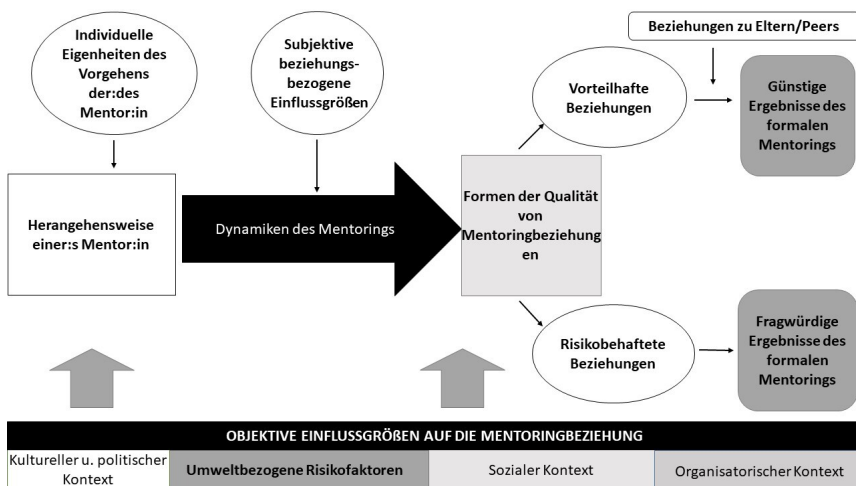 Individuelle
Eigenheiten des
Vorgehens
der:des
Mentor:in
Subjektive
beziehungs-
bezogene
Einflussgrößen
Beziehungen zu Eltern/Peers
Vorteilhafte
Beziehungen
Günstige
Ergebnisse des
formalen
Mentorings
Herangehensweise
einer:s Mentor:in
Dynamiken des Mentorings
Formen der Qualität
von
Mentoringbeziehung
en
Risikobehaftete
Beziehungen
Fragwürdige
Ergebnisse des
formalen
Mentorings
OBJEKTIVE EINFLUSSGRÖßEN AUF DIE MENTORINGBEZIEHUNG
Kultureller u. politischer
Kontext
Umweltbezogene Risikofaktoren
Sozialer Kontext
Organisatorischer Kontext